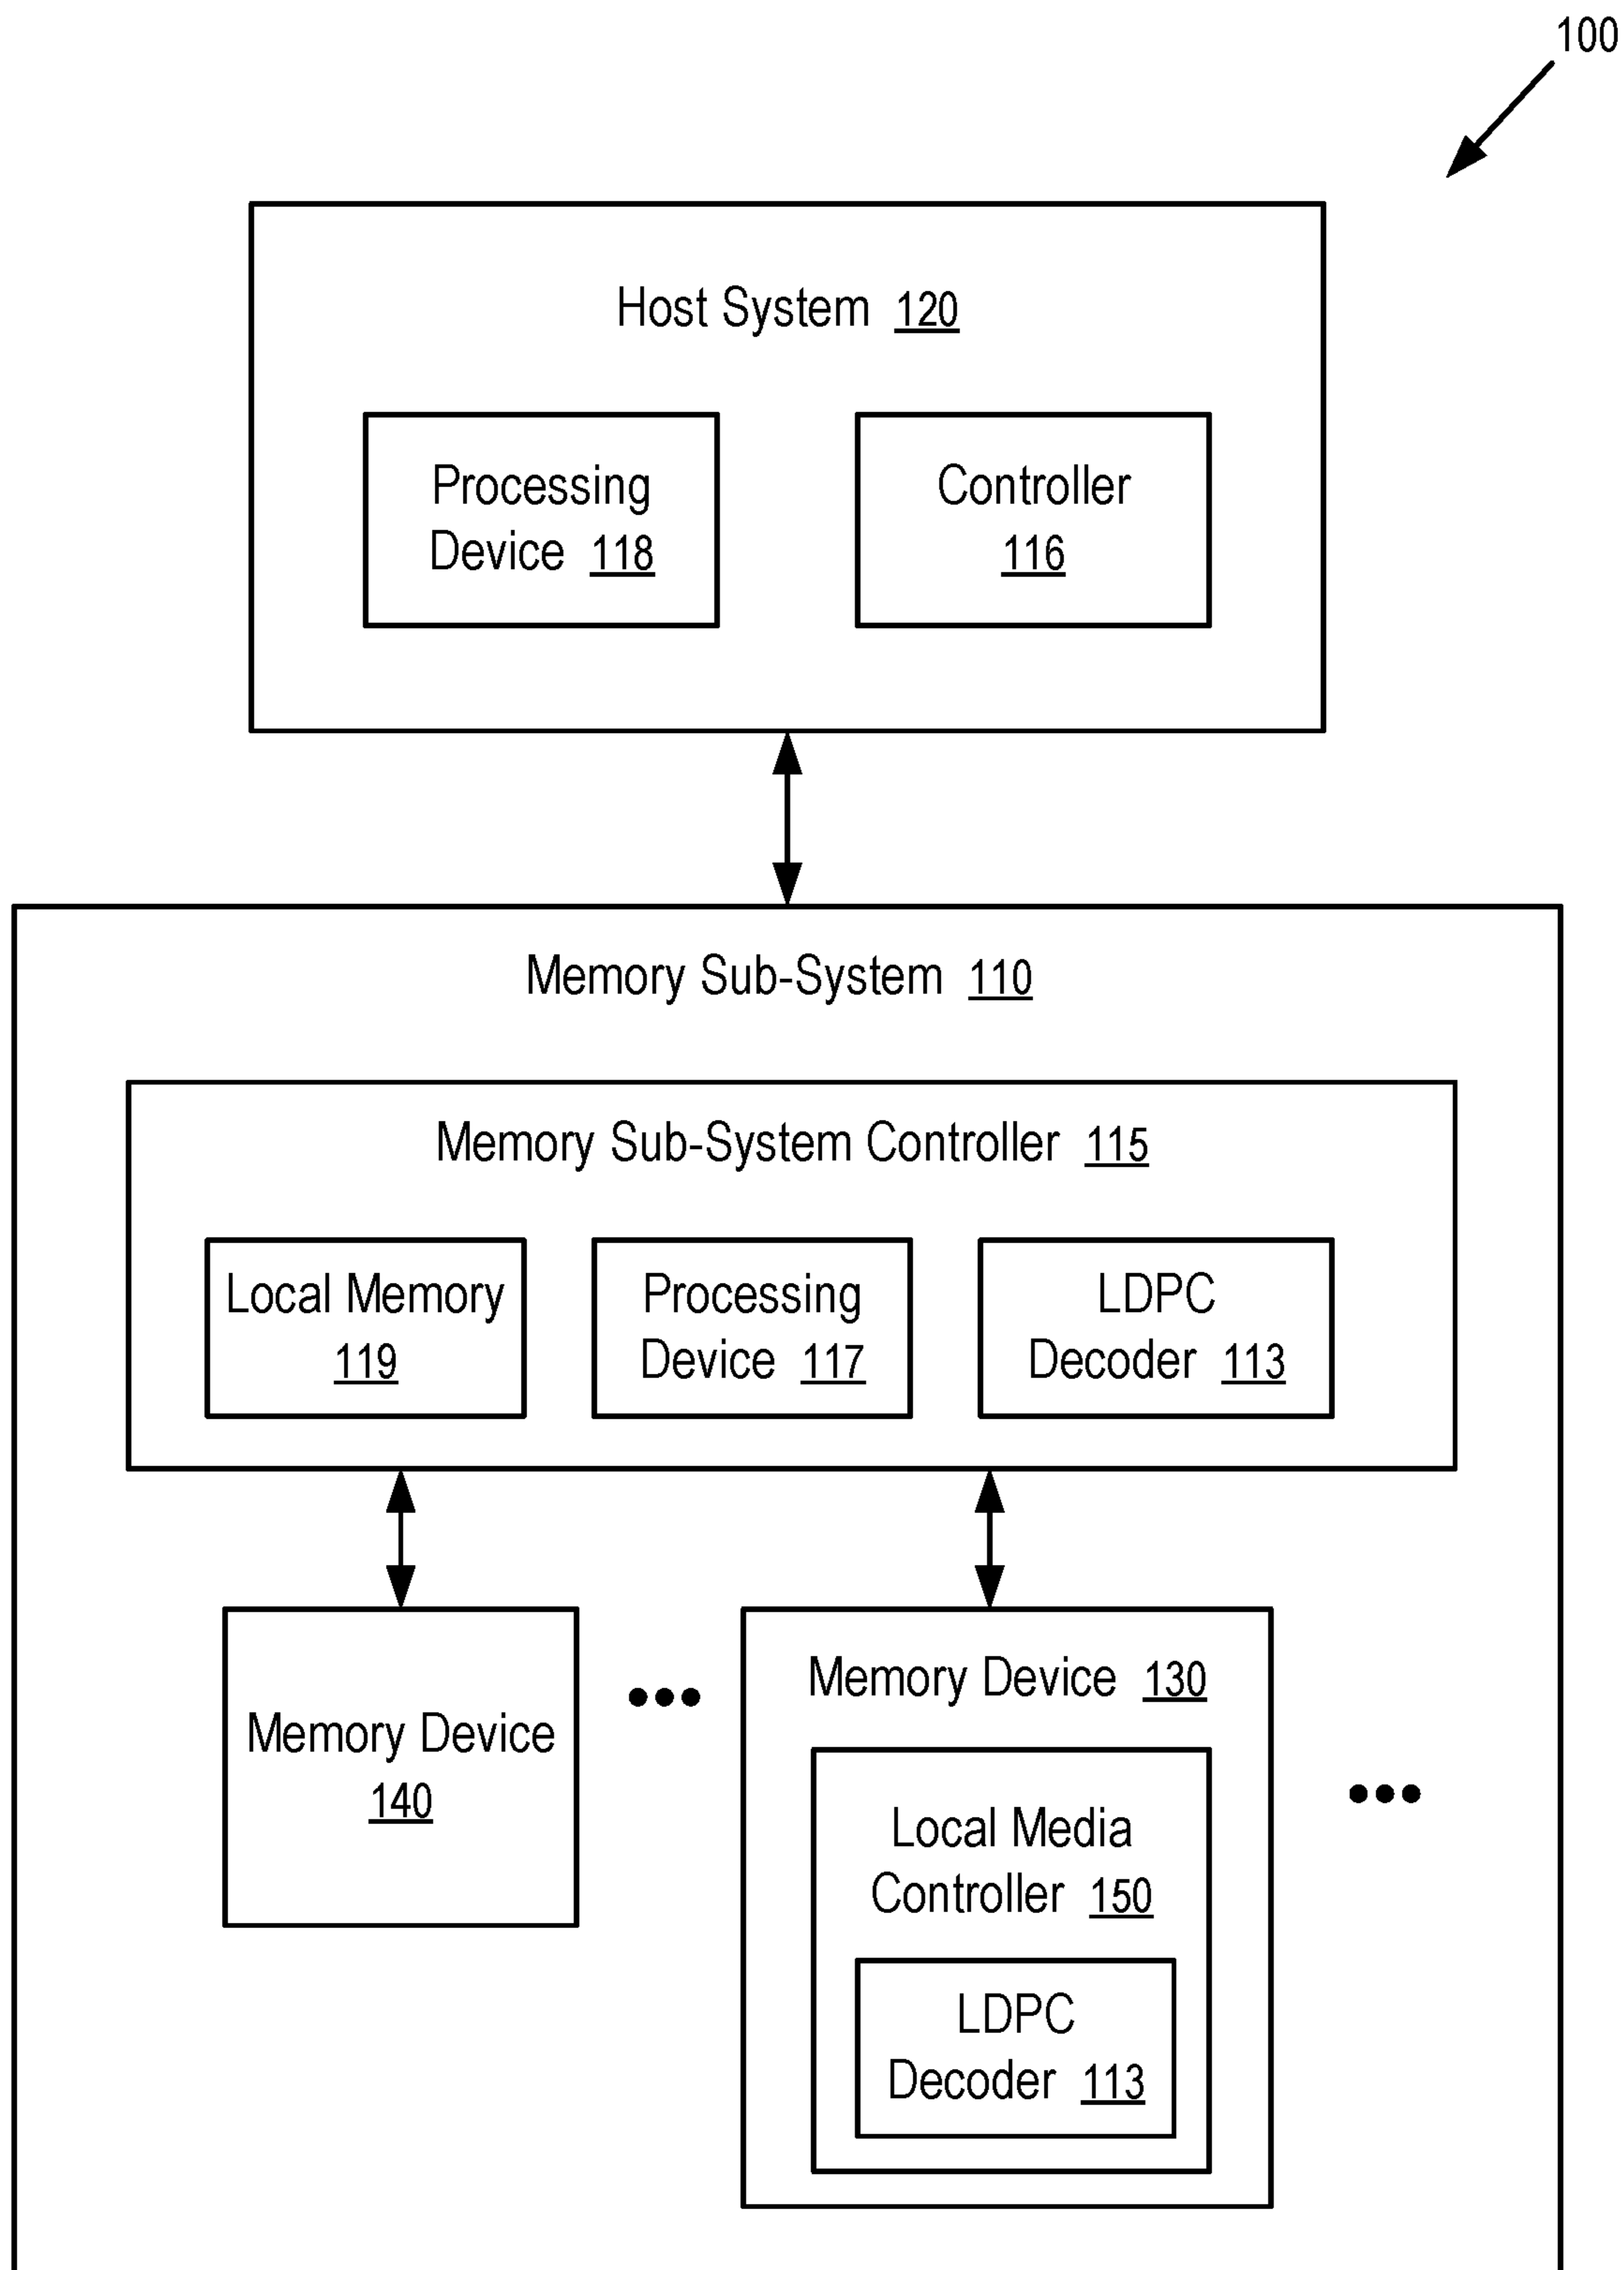 100
Host System 120
Processing
Device 118
Controller
116
Memory Sub-System 110
Memory Sub-System Controller 115
Local Memory
119
Processing
Device 117
LDPC
Decoder 113
Memory Device
140
Memory Device 130
Local Media
Controller 150
LDPC
Decoder 113